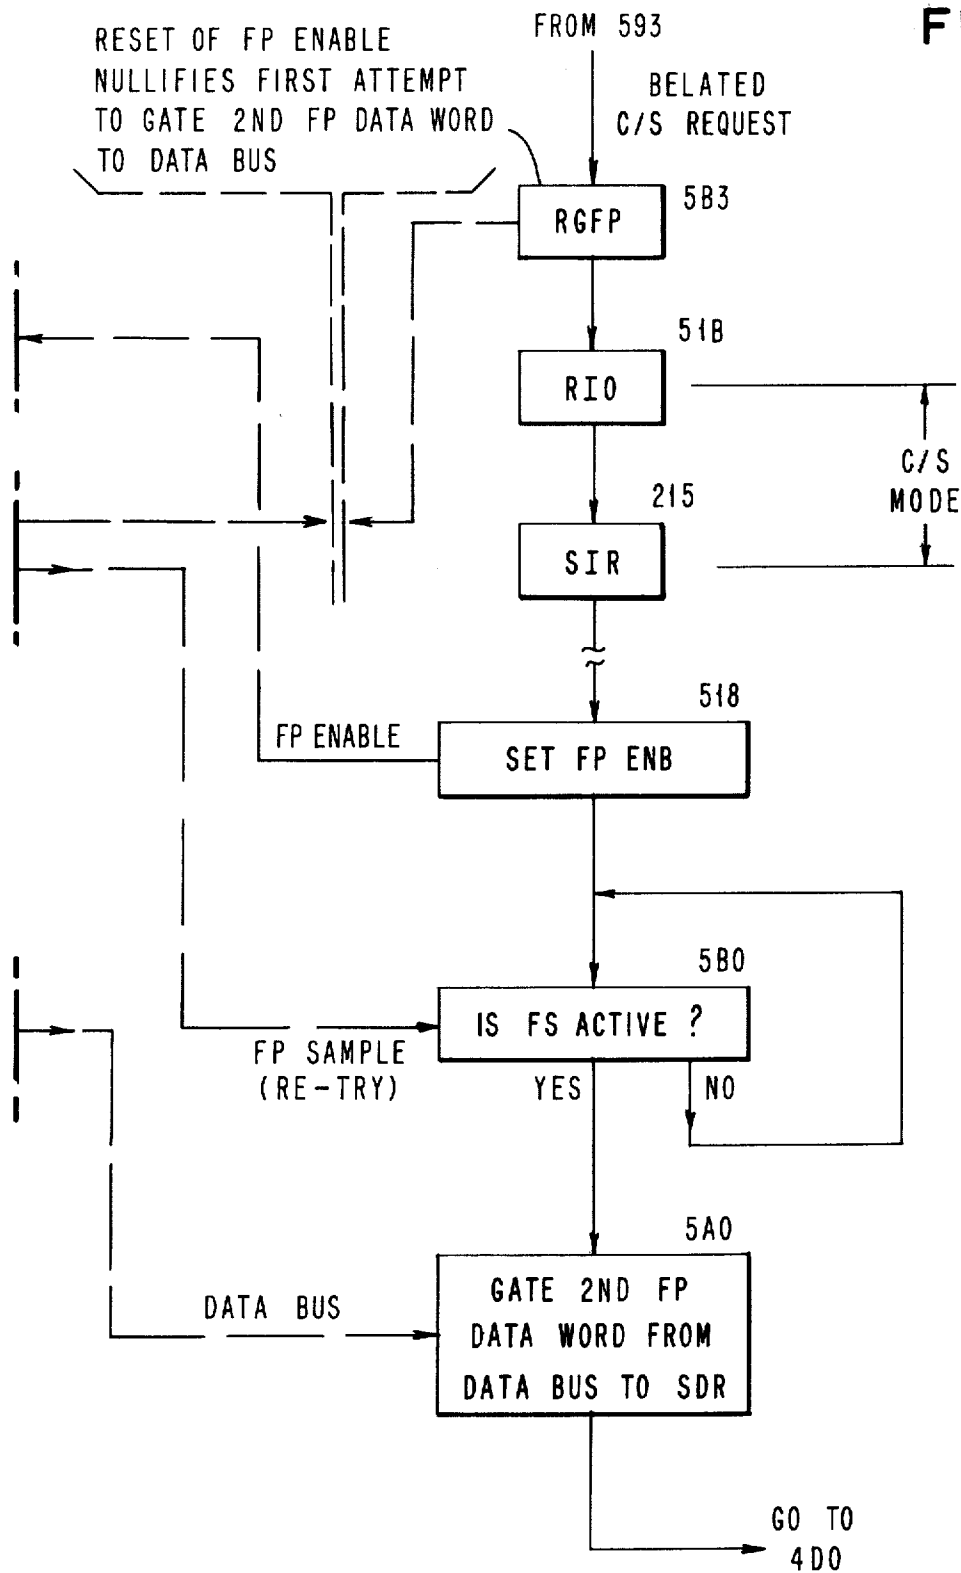 F
RESET OF FP ENABLE
NULLIFIES FIRST ATTEMPT
TO GATE 2ND FP DATA WORD
TO DATA BUS
FROM 593
BELATED
C/S REQUEST
5B3
RGFP
51B
RIO
C/S
MODE
215
SIR
518
FP ENABLE
SET FP ENB
5B0
IS FS ACTIVE ?
FP SAMPLE
(RE-TRY)
YES
NO
5A0
DATA BUS
GATE 2ND FP
DATA WORD FROM
DATA BUS TO SDR
GO TO
4D0